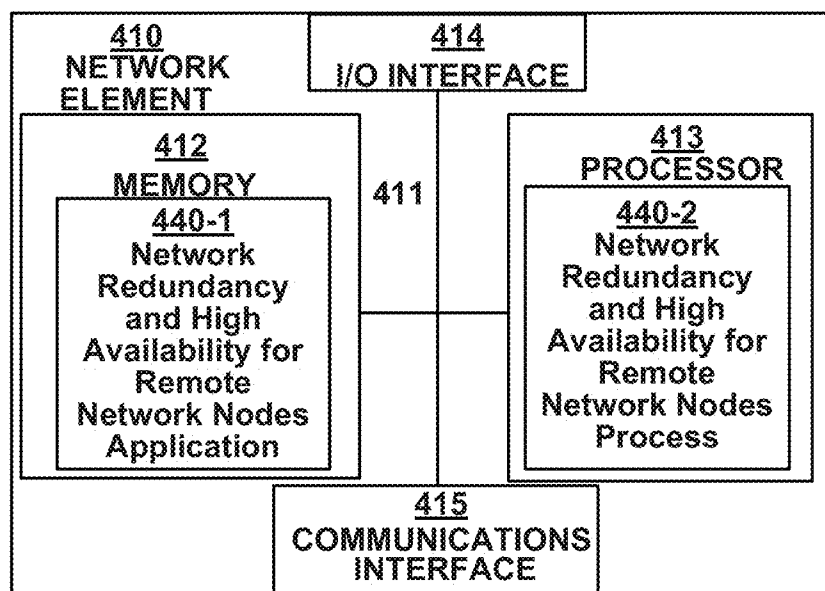 410
NETWORK
ELEMENT
414
I/O INTERFACE
412
MEMORY
440-1
Network
Redundancy
and High
Availability for
Remote
Network Nodes
Application
411
413
PROCESSOR
440-2
Network
Redundancy
and High
Availability for
Remote
Network Nodes
Process
415
COMMUNICATIONS
INTERFACE